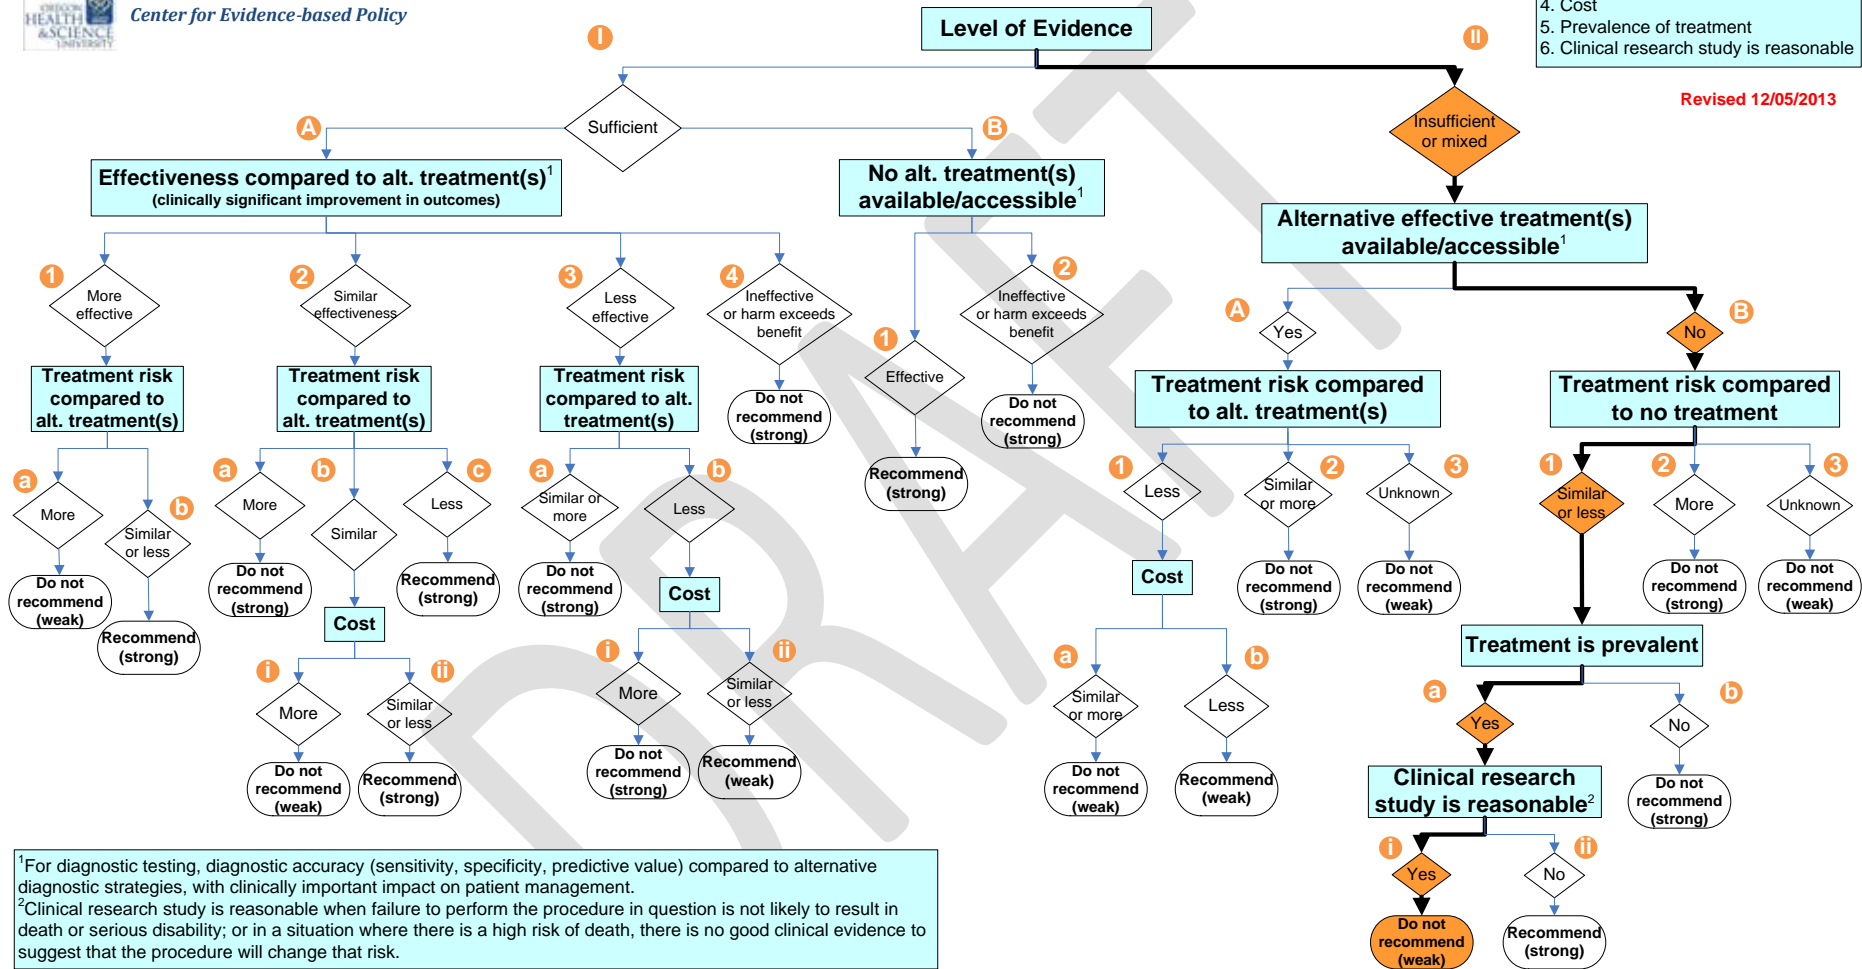 OREGON
HEALTH
&SCIENCE
UNIVERSITY
Center for Evidence-based Policy
4. Cost
5. Prevalence of treatment
6. Clinical research study is reasonable
Revised 12/05/2013
Level of Evidence
I
II
Sufficient
Insufficient
or mixed
A
B
Effectiveness compared to alt. treatment(s)1
(clinically significant improvement in outcomes)
No alt. treatment(s)
available/accessible1
Alternative effective treatment(s)
available/accessible1
1
More
effective
2
Similar
effectiveness
3
Less
effective
4
Ineffective
or harm exceeds
benefit
1
Effective
2
Ineffective
or harm exceeds
benefit
A
Yes
B
No
Treatment risk
compared to
alt. treatment(s)
Treatment risk
compared to
alt. treatment(s)
Treatment risk
compared to alt.
treatment(s)
Do not
recommend
(strong)
Recommend
(strong)
Do not
recommend
(strong)
Treatment risk compared
to alt. treatment(s)
Treatment risk compared
to no treatment
a
More
b
Similar
or less
a
More
b
Similar
c
Less
a
Similar or
more
b
Less
1
Less
2
Similar
or more
3
Unknown
1
Similar
or less
2
More
3
Unknown
Do not
recommend
(weak)
Recommend
(strong)
Do not
recommend
(strong)
Cost
Recommend
(strong)
Do not
recommend
(strong)
Cost
Cost
Do not
recommend
(strong)
Do not
recommend
(weak)
Do not
recommend
(strong)
Do not
recommend
(weak)
Treatment is prevalent
i
More
ii
Similar
or less
i
More
ii
Similar
or less
a
Similar
or more
b
Less
a
Yes
b
No
Do not
recommend
(weak)
Recommend
(strong)
Do not
recommend
(strong)
Recommend
(weak)
Do not
recommend
(weak)
Recommend
(weak)
Clinical research
study is reasonable2
Do not
recommend
(strong)
i
Yes
ii
No
Do not
recommend
(weak)
Recommend
(strong)
1For diagnostic testing, diagnostic accuracy (sensitivity, specificity, predictive value) compared to alternative
diagnostic strategies, with clinically important impact on patient management.
2Clinical research study is reasonable when failure to perform the procedure in question is not likely to result in
death or serious disability; or in a situation where there is a high risk of death, there is no good clinical evidence to
suggest that the procedure will change that risk.
DRAFT